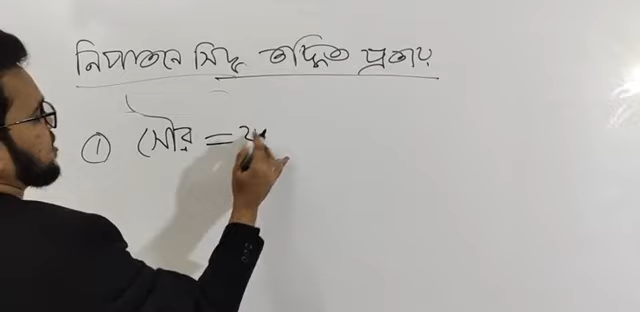 নিপাতনে সিদ্ধ তদ্ধিত প্রত্যয়
① সৌর =